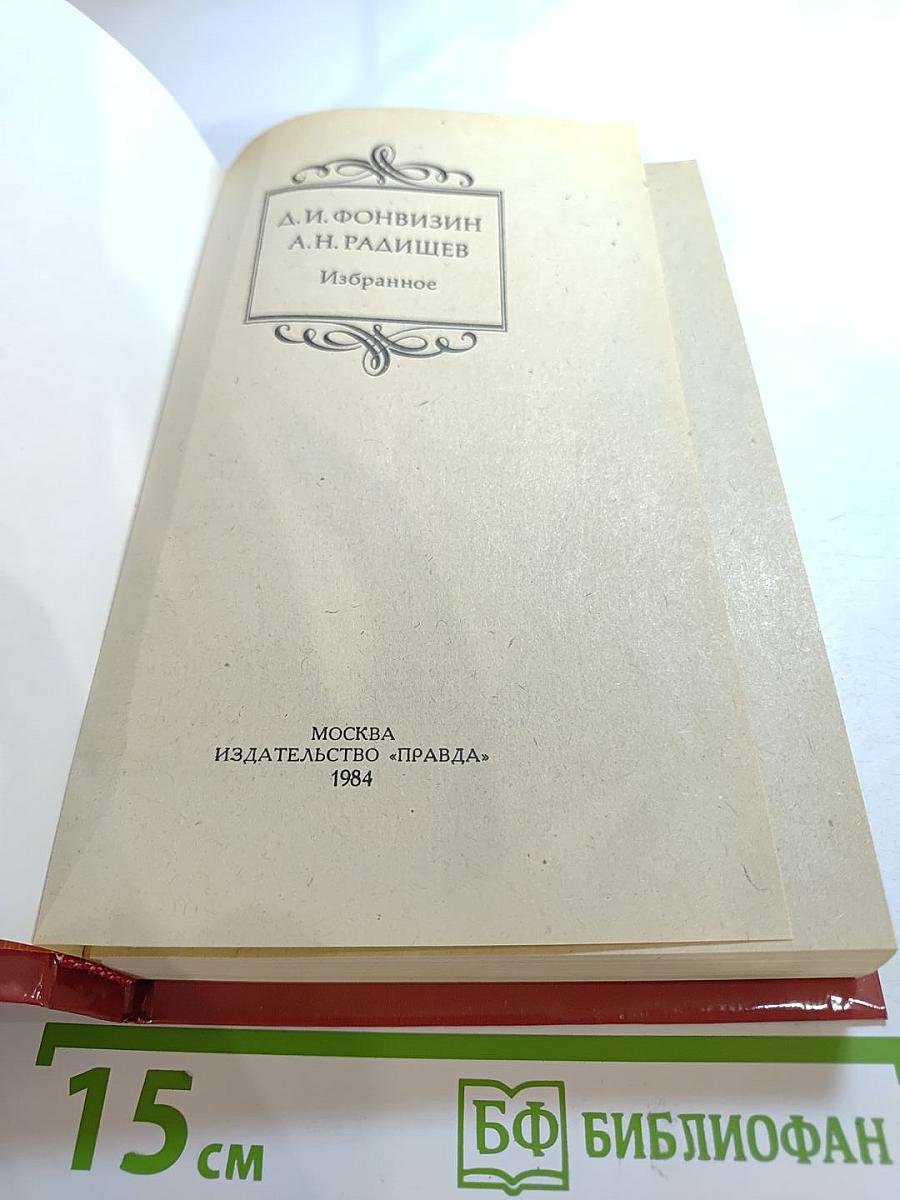 Д. И. ФОНВИЗИН
А. Н. РАДИЩЕВ
Избранное
МОСКВА
ИЗДАТЕЛЬСТВО «ПРАВДА»
1984
15 см
БФ БИБЛИОФАН